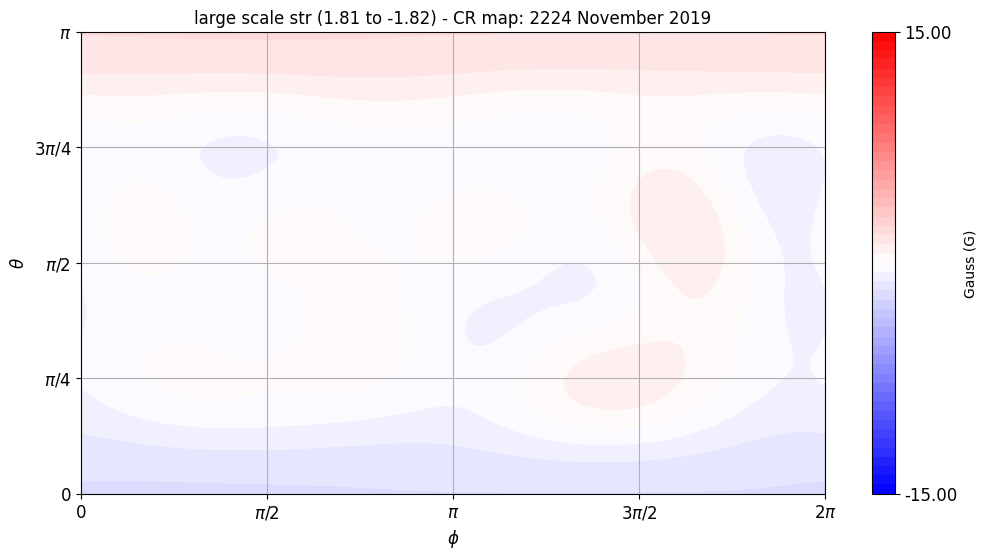 large scale str (1.81 to -1.82) - CR map: 2224 November 2019
π
3π/4
π/2
π/4
0
θ
0
π/2
π
3π/2
2π
ϕ
15.00
-15.00
Gauss (G)